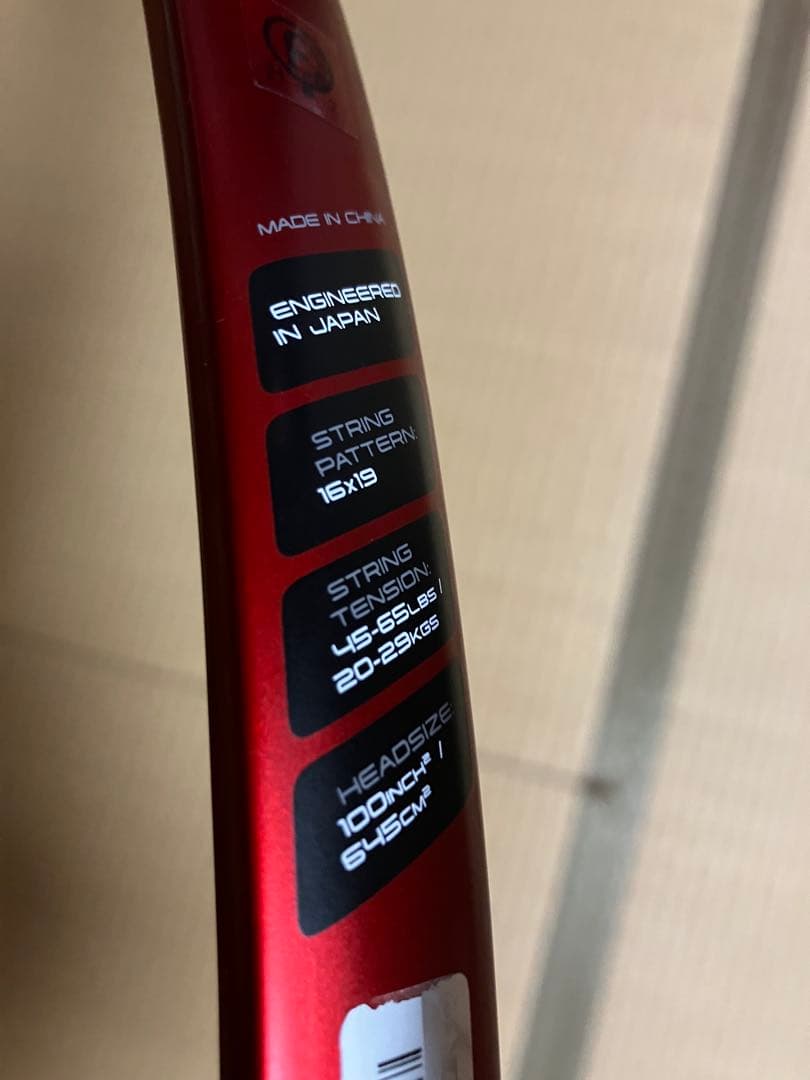 MADE IN CHINA
ENGINEERED
IN JAPAN
STRING
PATTERN:
16x19
STRING
TENSION:
45-65LBS /
20-29KGS
HEADSIZE:
100INCH² /
645CM²